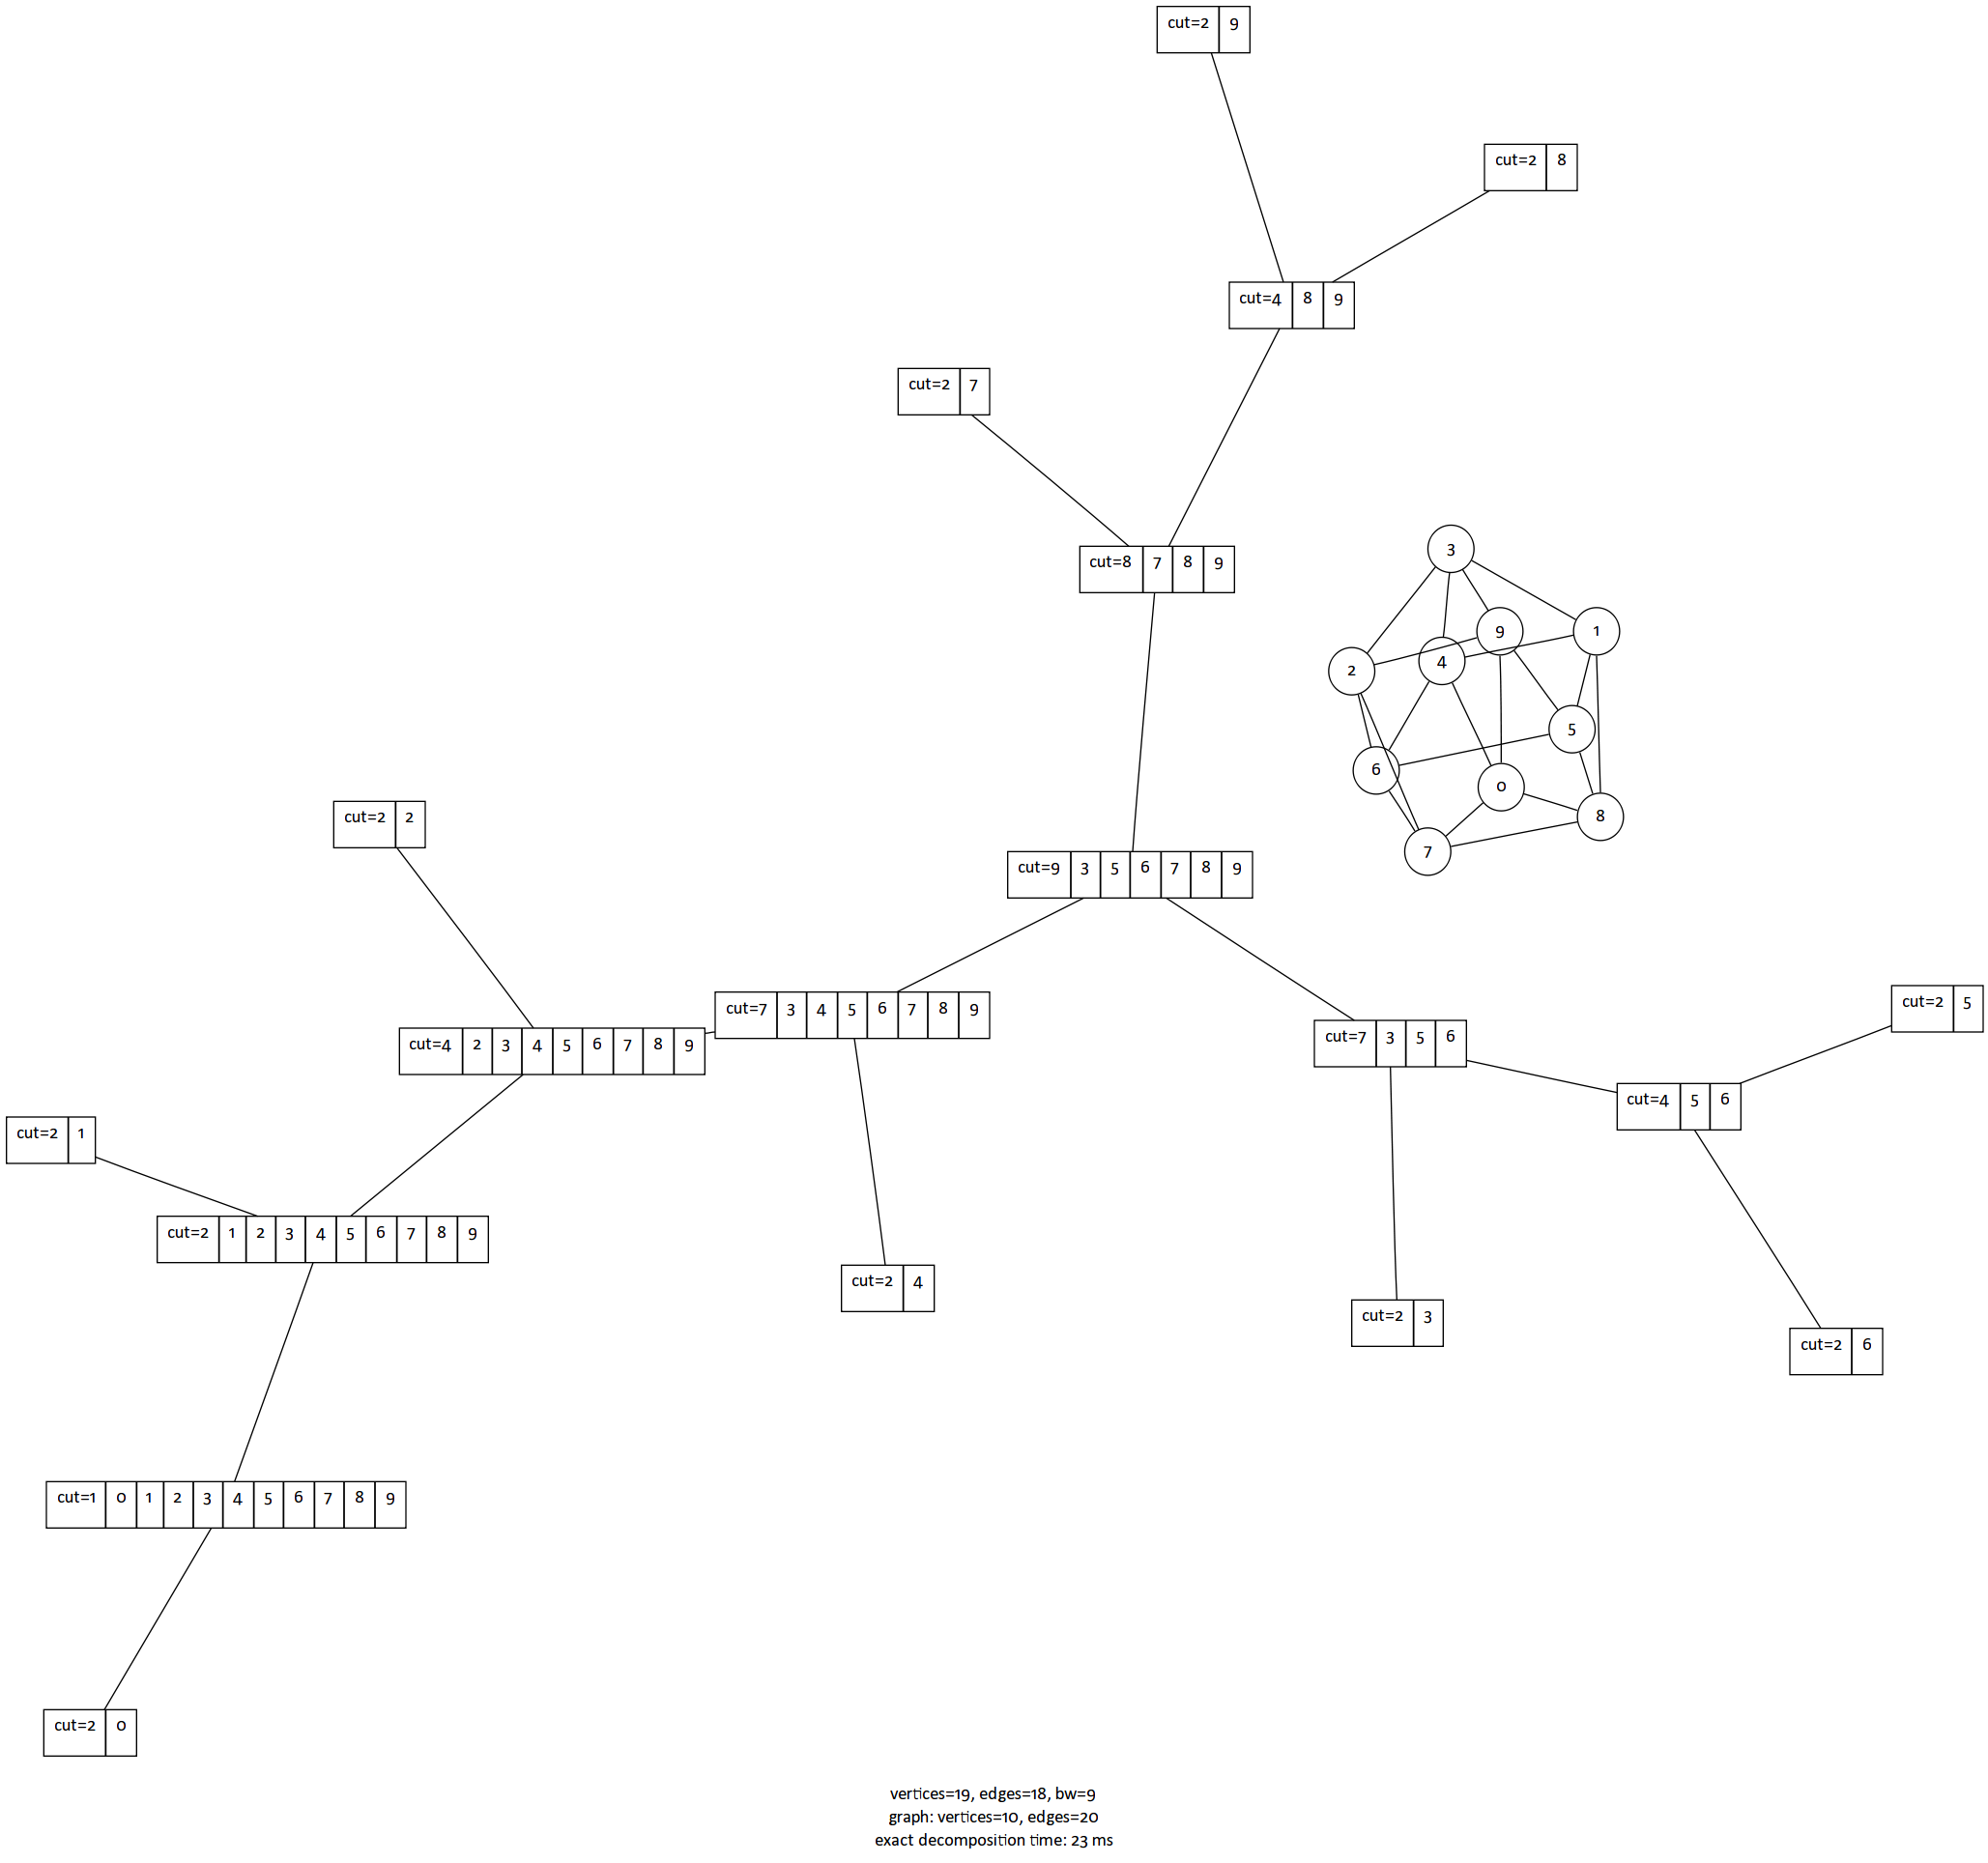 cut=2 9
cut=2 8
cut=4 8 9
cut=2 7
cut=8 7 8 9
3
9
1
4
2
5
6
0
8
7
cut=2 2
cut=9 3 5 6 7 8 9
cut=7 3 4 5 6 7 8 9
cut=2 5
cut=4 2 3 4 5 6 7 8 9
cut=7 3 5 6
cut=4 5 6
cut=2 1
cut=2 1 2 3 4 5 6 7 8 9
cut=2 4
cut=2 3
cut=2 6
cut=1 0 1 2 3 4 5 6 7 8 9
cut=2 0
vertices=19, edges=18, bw=9
graph: vertices=10, edges=20
exact decomposition time: 23 ms